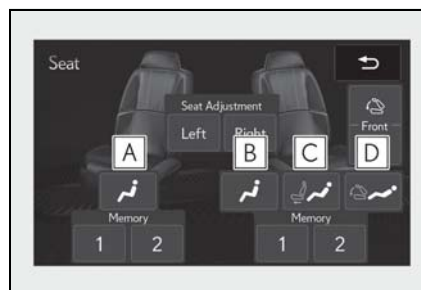 Seat
Seat Adjustment
Left Right
Front
A B C D
Memory Memory
1 2 1 2